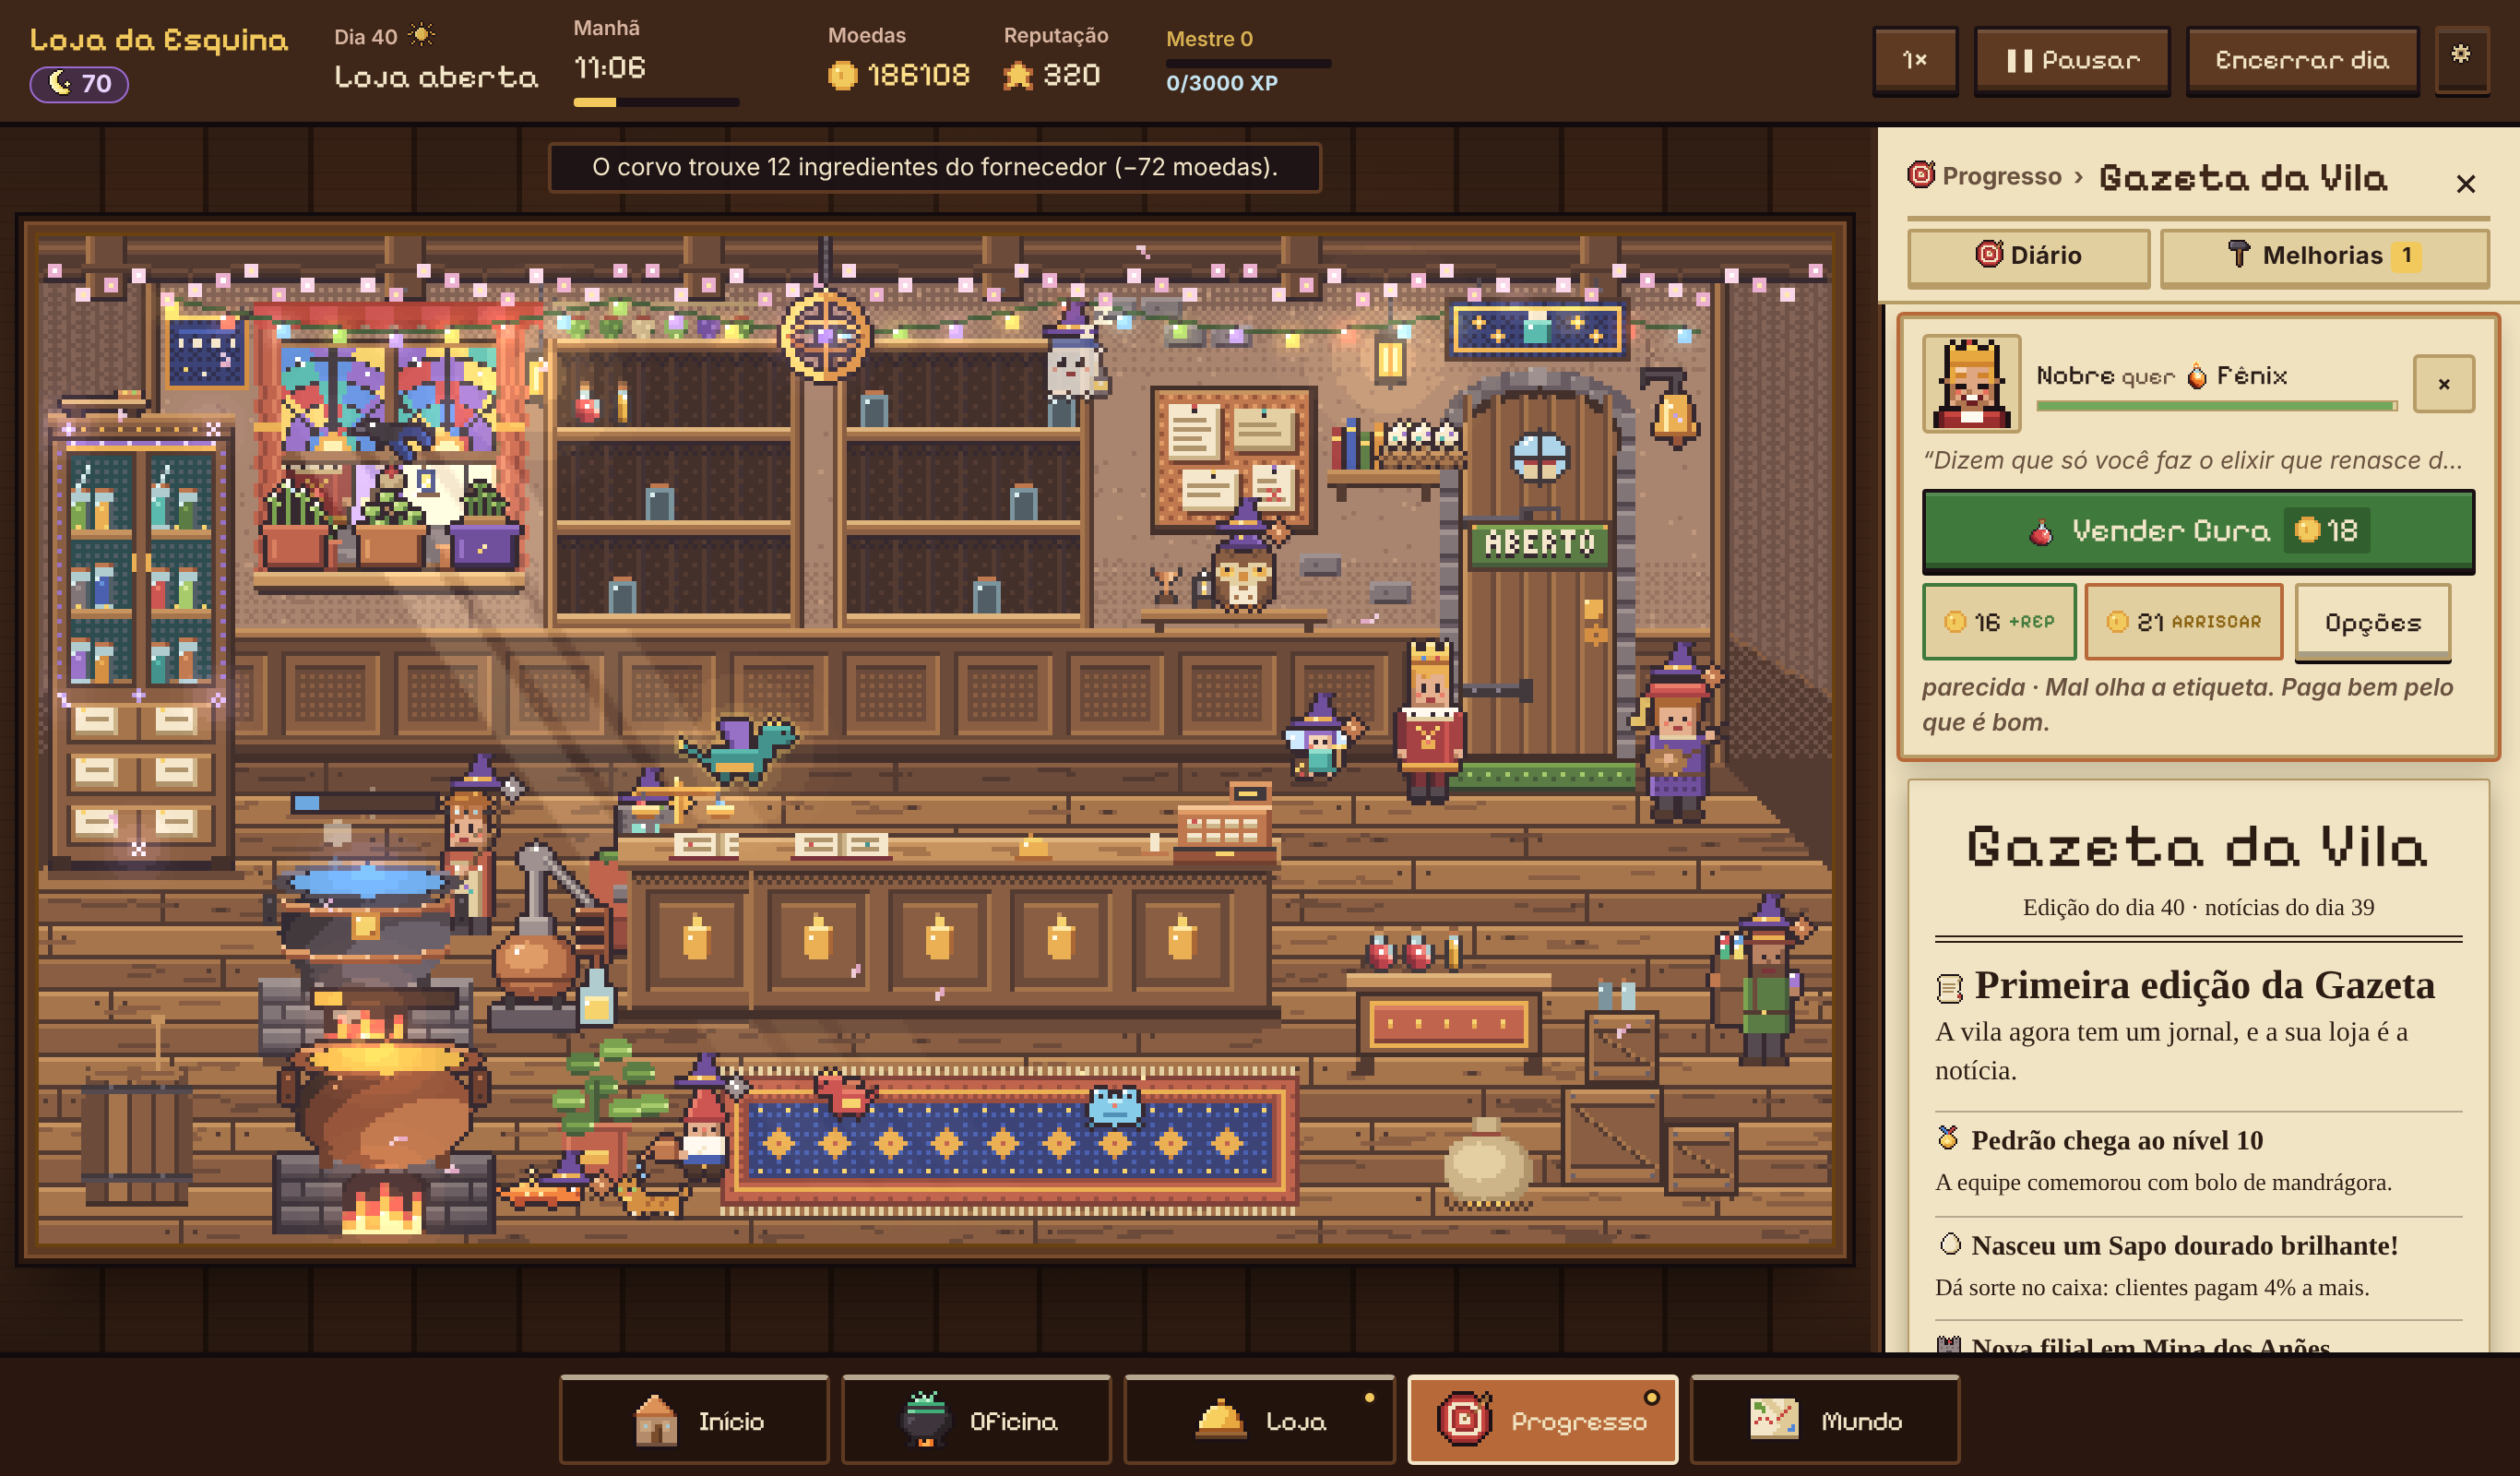 Loja da Esquina
70
Dia 40
Loja aberta
Manhã
11:06
Moedas
186108
Reputação
320
Mestre 0
0/3000 XP
1×
Pausar
Encerrar dia
O corvo trouxe 12 ingredientes do fornecedor (−72 moedas).
ABERTO
Progresso › Gazeta da Vila
×
Diário
Melhorias 1
Nobre quer Fênix
×
“Dizem que só você faz o elixir que renasce d...
Vender Cura 18
16 +REP
21 ARRISCAR
Opções
parecida · Mal olha a etiqueta. Paga bem pelo
que é bom.
Gazeta da Vila
Edição do dia 40 · notícias do dia 39
Primeira edição da Gazeta
A vila agora tem um jornal, e a sua loja é a
notícia.
Pedrão chega ao nível 10
A equipe comemorou com bolo de mandrágora.
Nasceu um Sapo dourado brilhante!
Dá sorte no caixa: clientes pagam 4% a mais.
Nova filial em Mina dos Anões
Início
Oficina
Loja
Progresso
Mundo